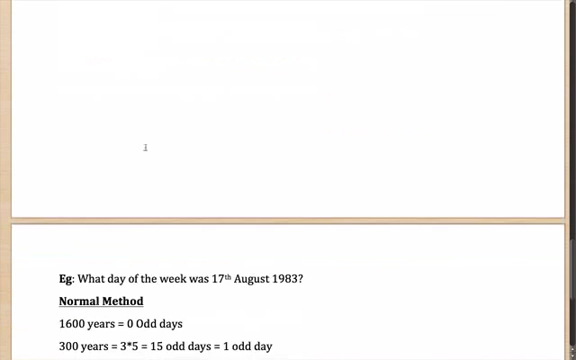 Eg: What day of the week was 17th August 1983?
Normal Method
1600 years = 0 Odd days
300 years = 3*5 = 15 odd days = 1 odd day